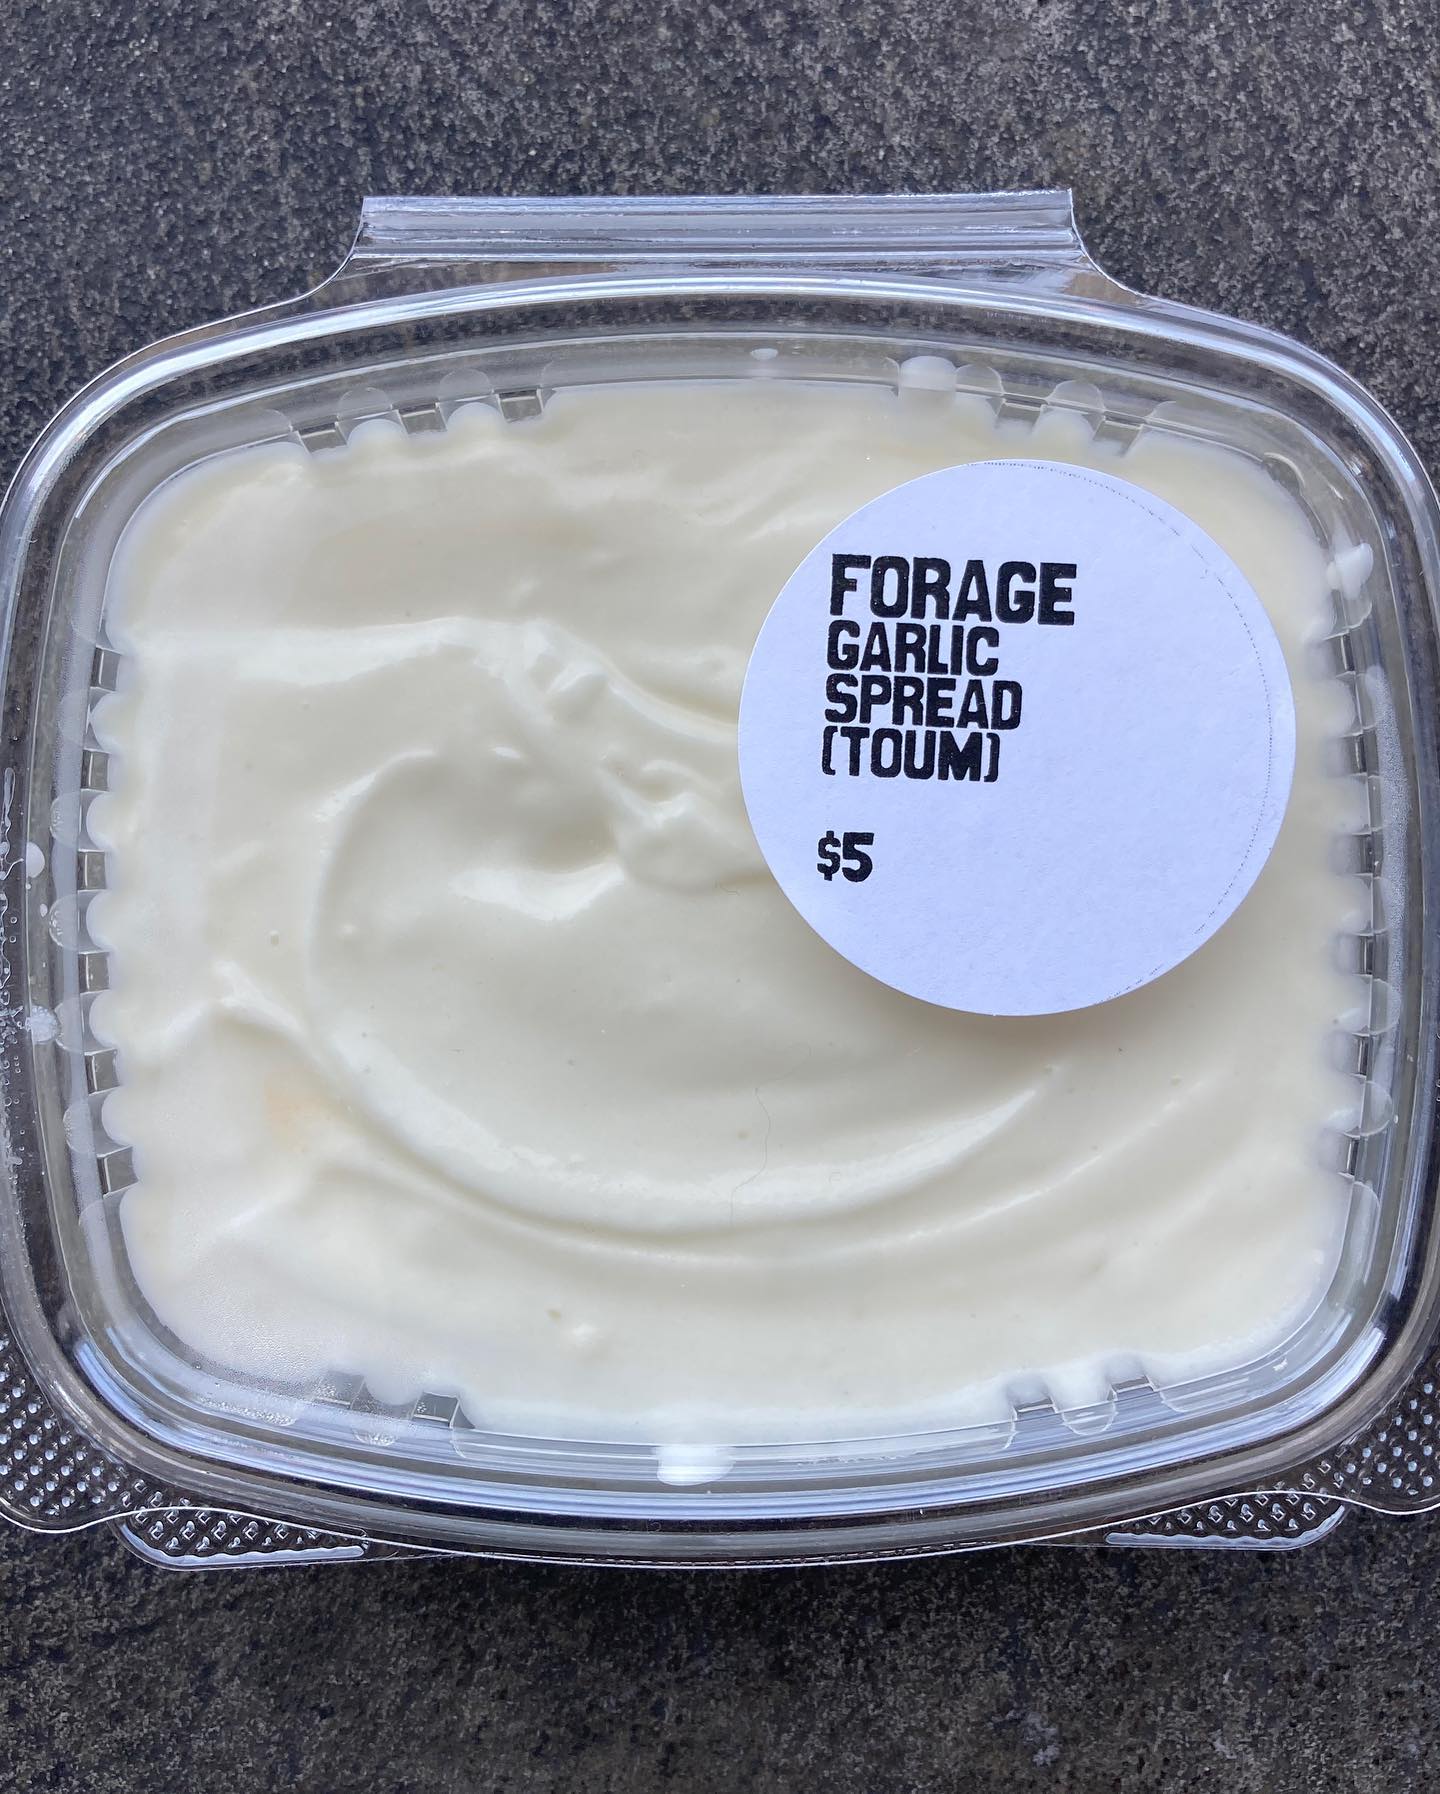 FORAGE
GARLIC
SPREAD
(TOUM)
$5